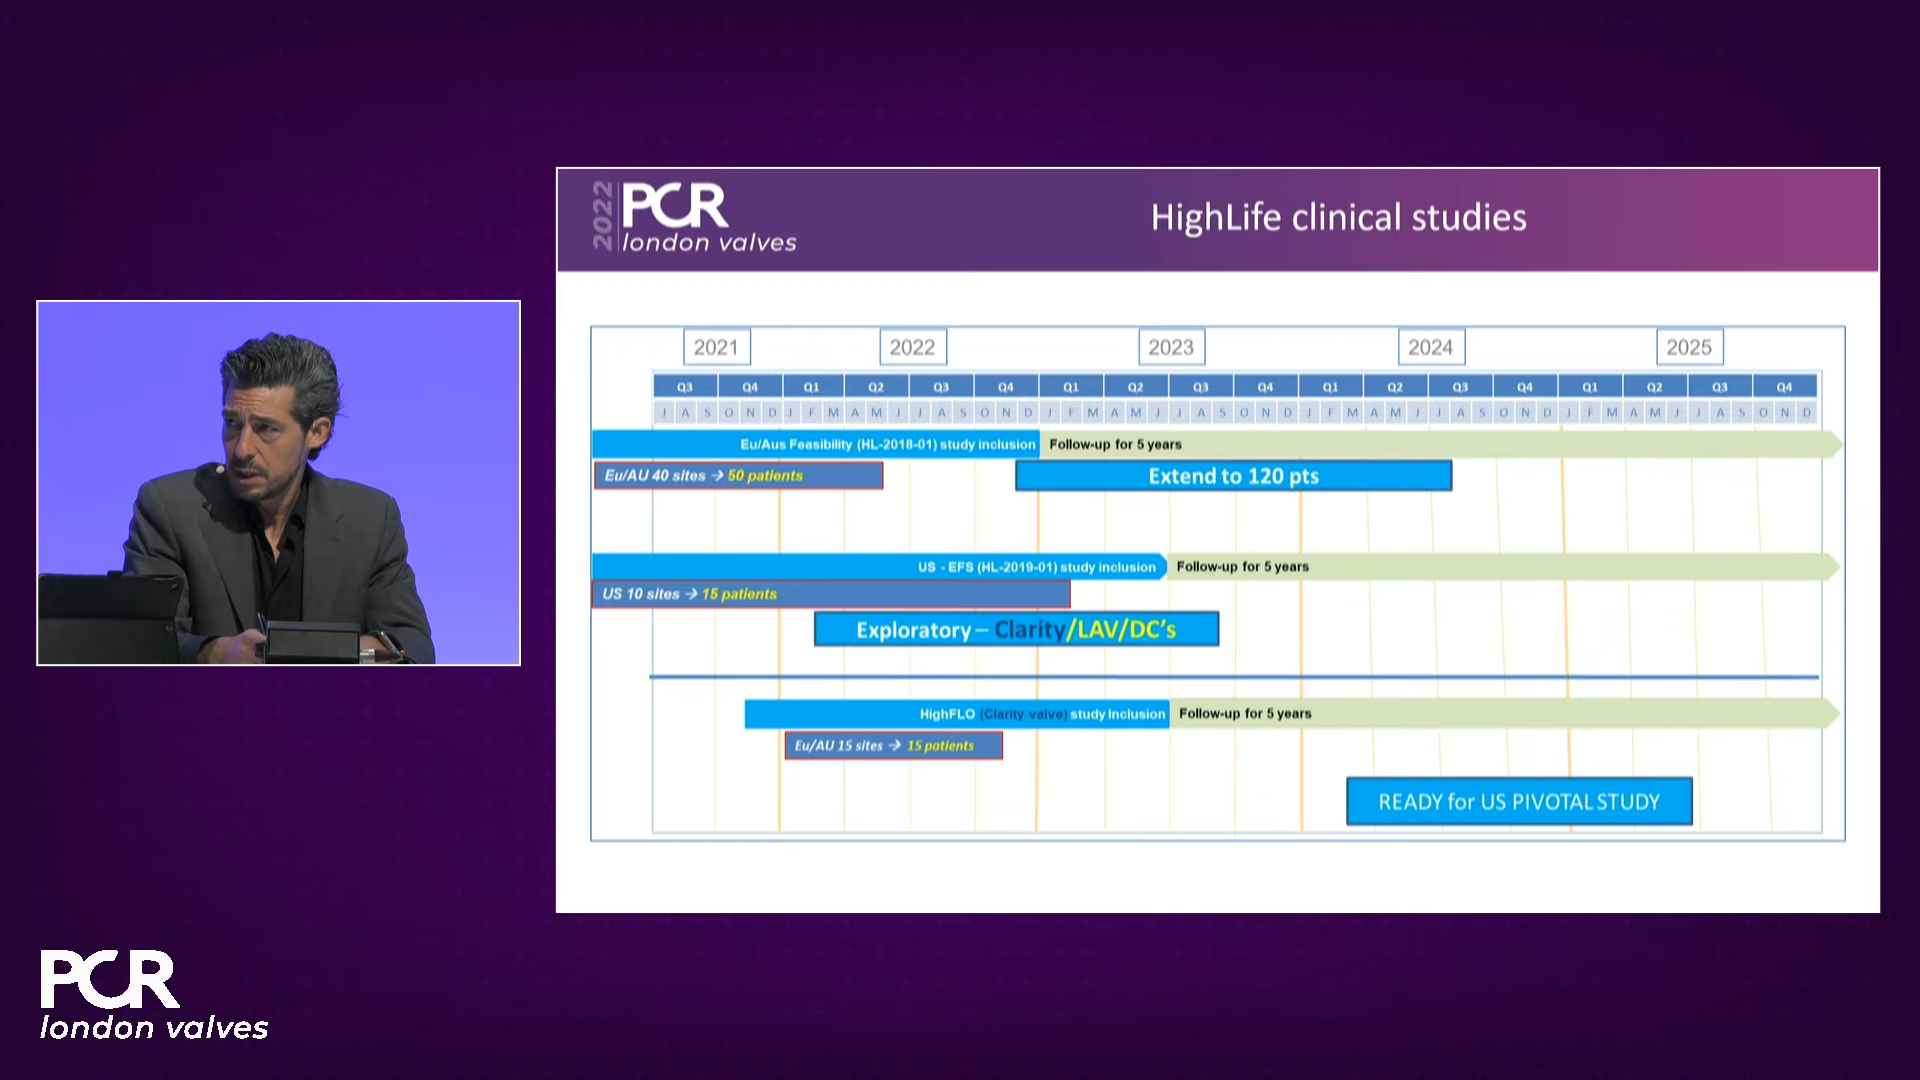 2022
PCR
london valves
HighLife clinical studies
2021 2022 2023 2024 2025
Q3 Q4 Q1 Q2 Q3 Q4 Q1 Q2 Q3 Q4 Q1 Q2 Q3 Q4 Q1 Q2 Q3 Q4
J A S O N D J F M A M J J A S O N D J F M A M J J A S O N D J F M A M J J A S O N D J F M A M J J A S O N D
Eu/Aus Feasibility (HL-2018-01) study inclusion Follow-up for 5 years
Eu/AU 40 sites → 50 patients Extend to 120 pts
US - EFS (HL-2019-01) study inclusion Follow-up for 5 years
US 10 sites → 15 patients
Exploratory – Clarity/LAV/DC's
HighFLO (Clarity valve) study Inclusion Follow-up for 5 years
Eu/AU 15 sites → 15 patients
READY for US PIVOTAL STUDY
PCR
london valves